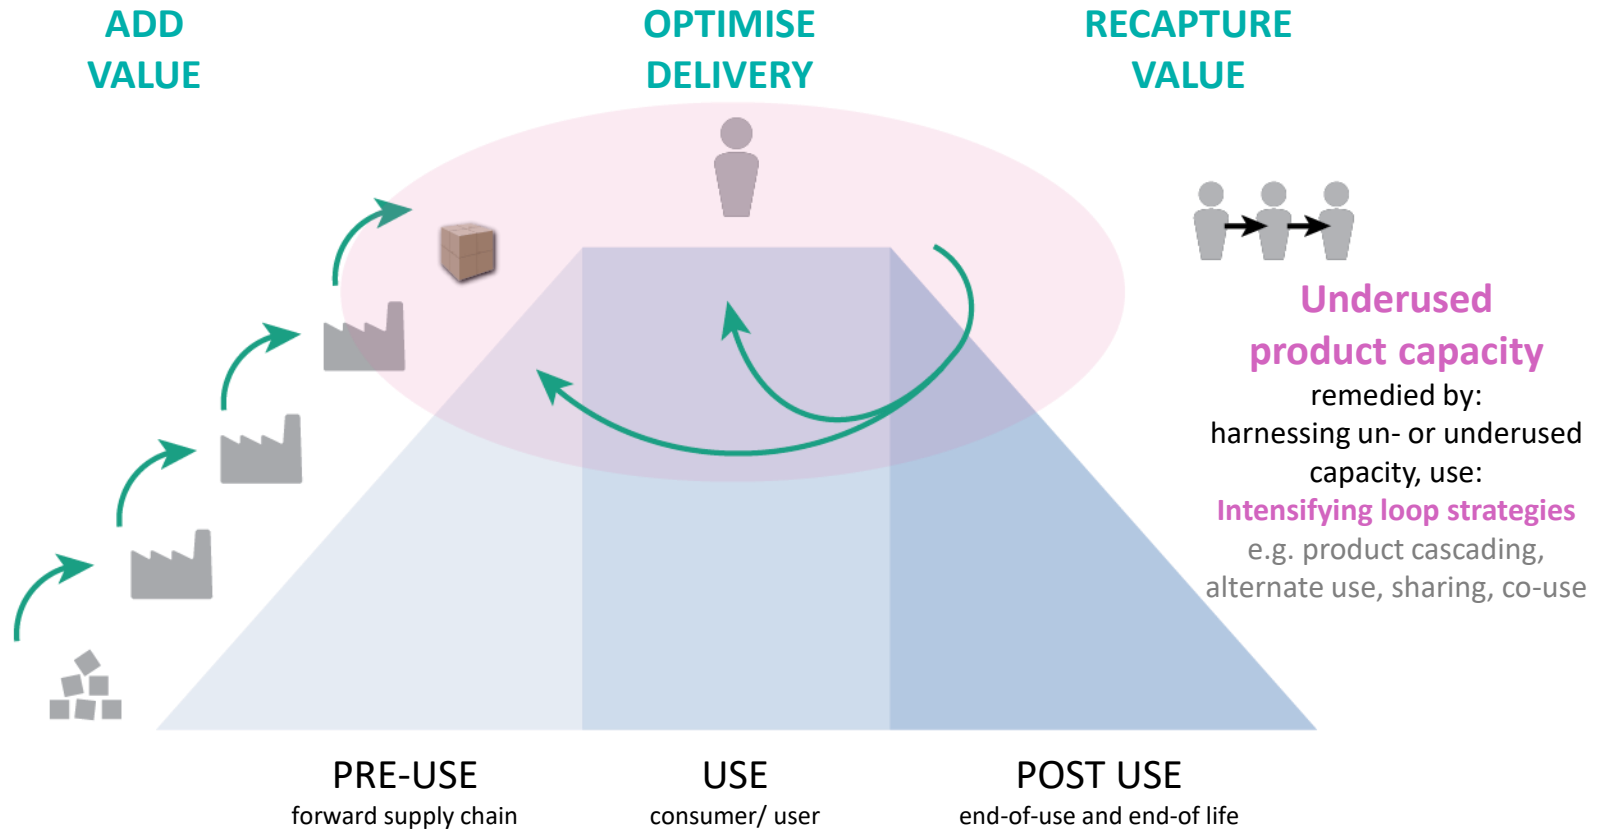 ADD
VALUE
OPTIMISE
DELIVERY
RECAPTURE
VALUE
Underused
product capacity
remedied by:
harnessing un- or underused
capacity, use:
Intensifying loop strategies
e.g. product cascading,
alternate use, sharing, co-use
PRE-USE
forward supply chain
USE
consumer/ user
POST USE
end-of-use and end-of life